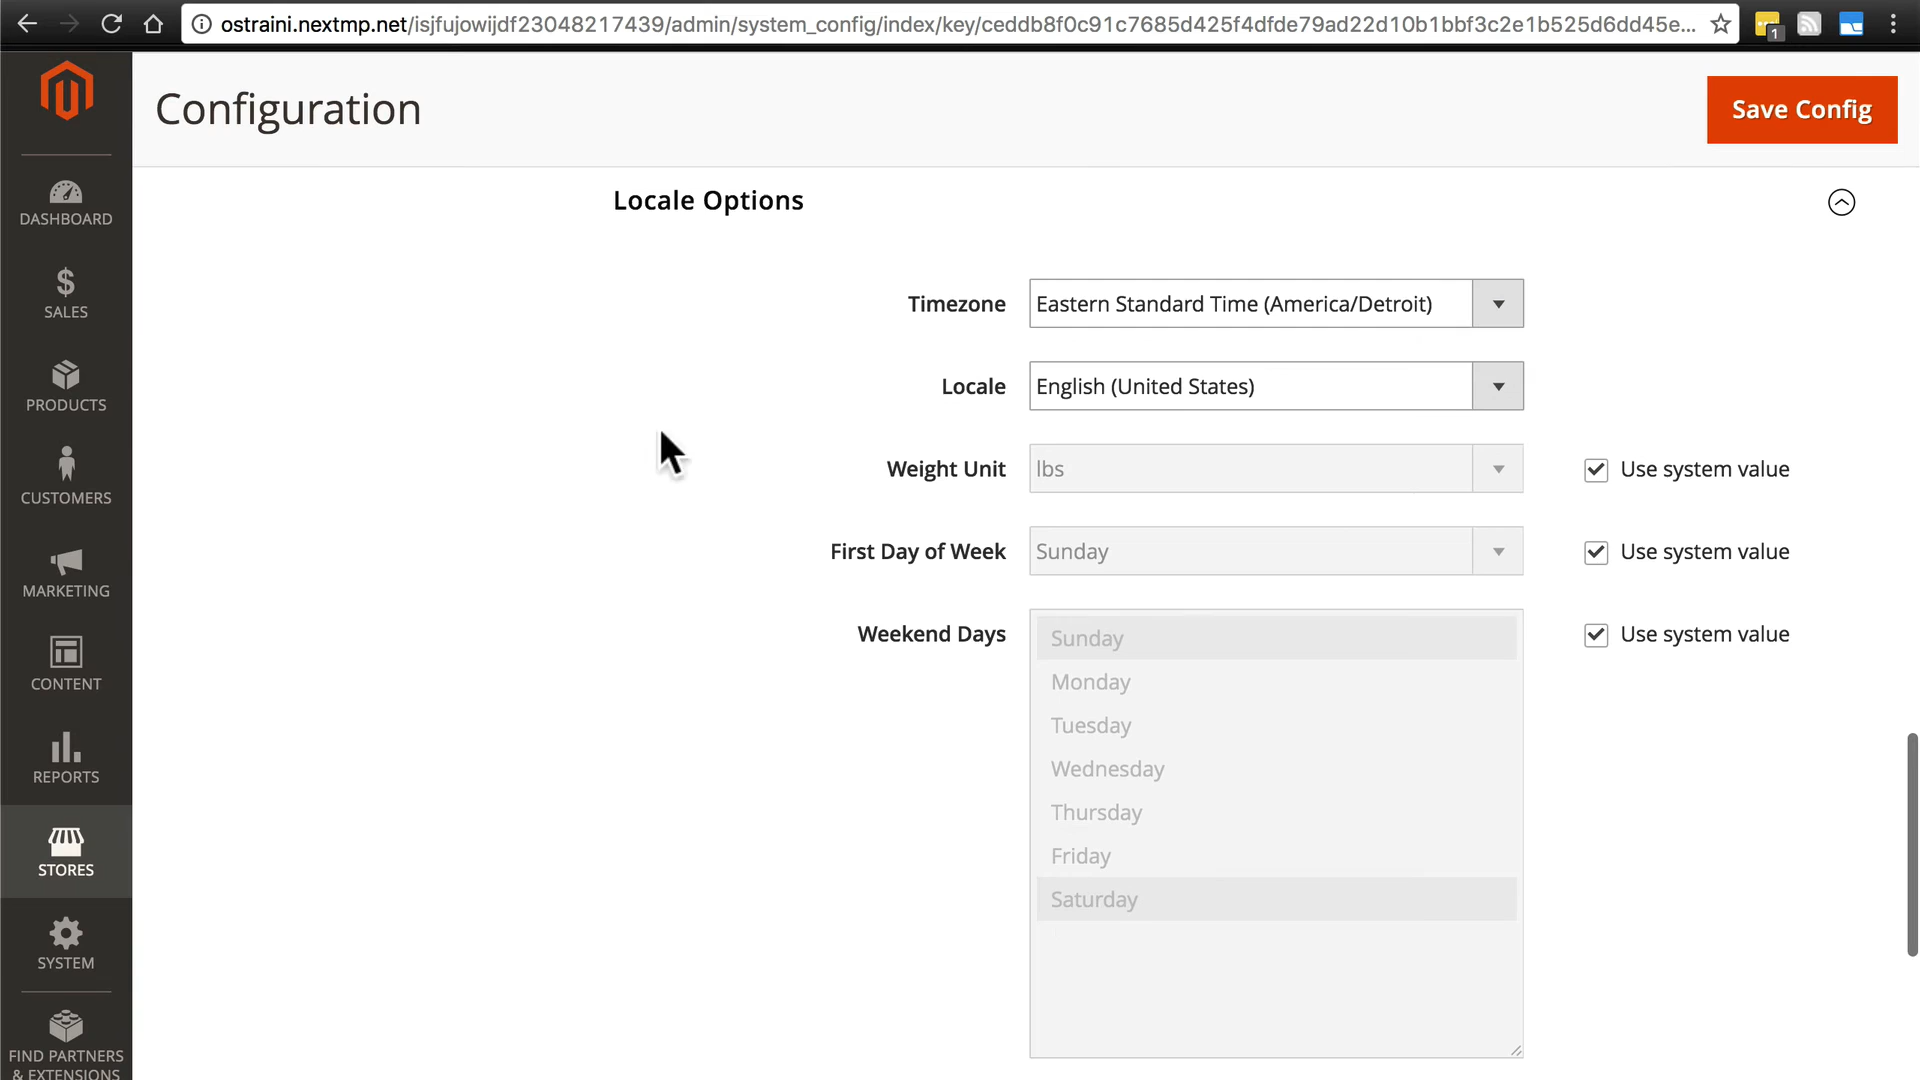 ostraini.nextmp.net/isjfujowijdf23048217439/admin/system_config/index/key/ceddb8f0c91c7685d425f4dfde79ad22d10b1bbf3c2e1b525d6dd45e...
1
Configuration
Save Config
Locale Options
Timezone
Eastern Standard Time (America/Detroit)
Locale
English (United States)
Weight Unit
lbs
Use system value
First Day of Week
Sunday
Use system value
Weekend Days
Sunday
Monday
Tuesday
Wednesday
Thursday
Friday
Saturday
Use system value
DASHBOARD
SALES
PRODUCTS
CUSTOMERS
MARKETING
CONTENT
REPORTS
STORES
SYSTEM
FIND PARTNERS
& EXTENSIONS